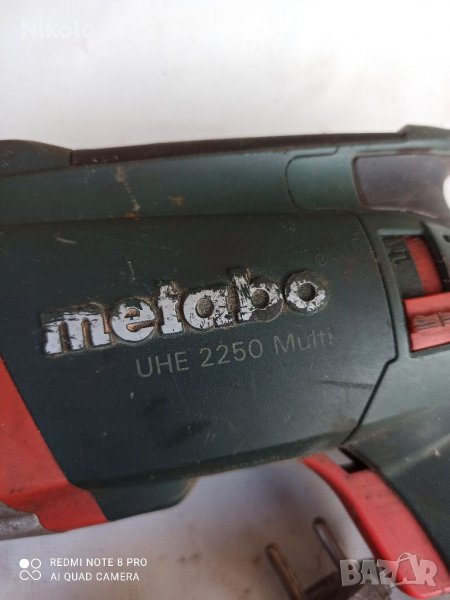 Nikolo
metabo®
UHE 2250 Multi
REDMI NOTE 8 PRO
AI QUAD CAMERA
BAZAR